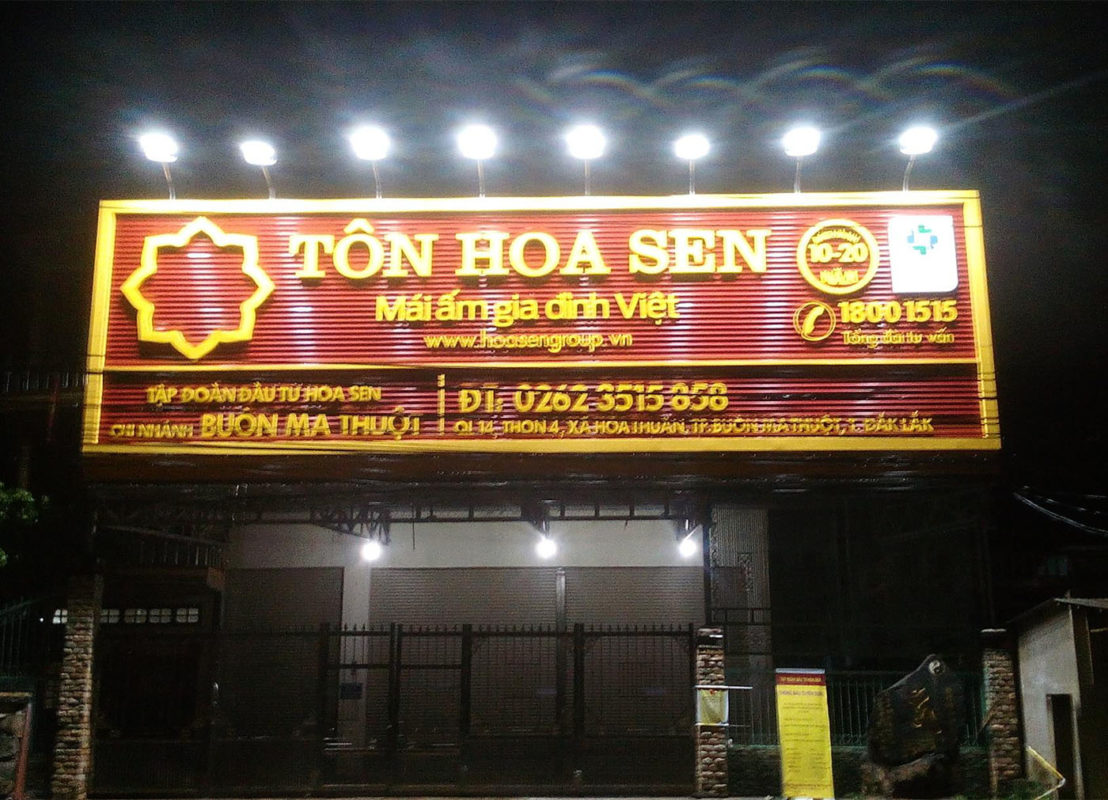 TÔN HOA SEN
Mái ấm gia đình Việt
www.hoasengroup.vn
10-20
NĂM
1800 1515
Tổng đài tư vấn
TẬP ĐOÀN ĐẦU TƯ HOA SEN
CHI NHÁNH BUÔN MA THUỘT
ĐT: 0262 3515 858
QL 14, THÔN 4, XÃ HÒA THUẬN, TP.BUÔN MA THUỘT, T. ĐẮK LẮK